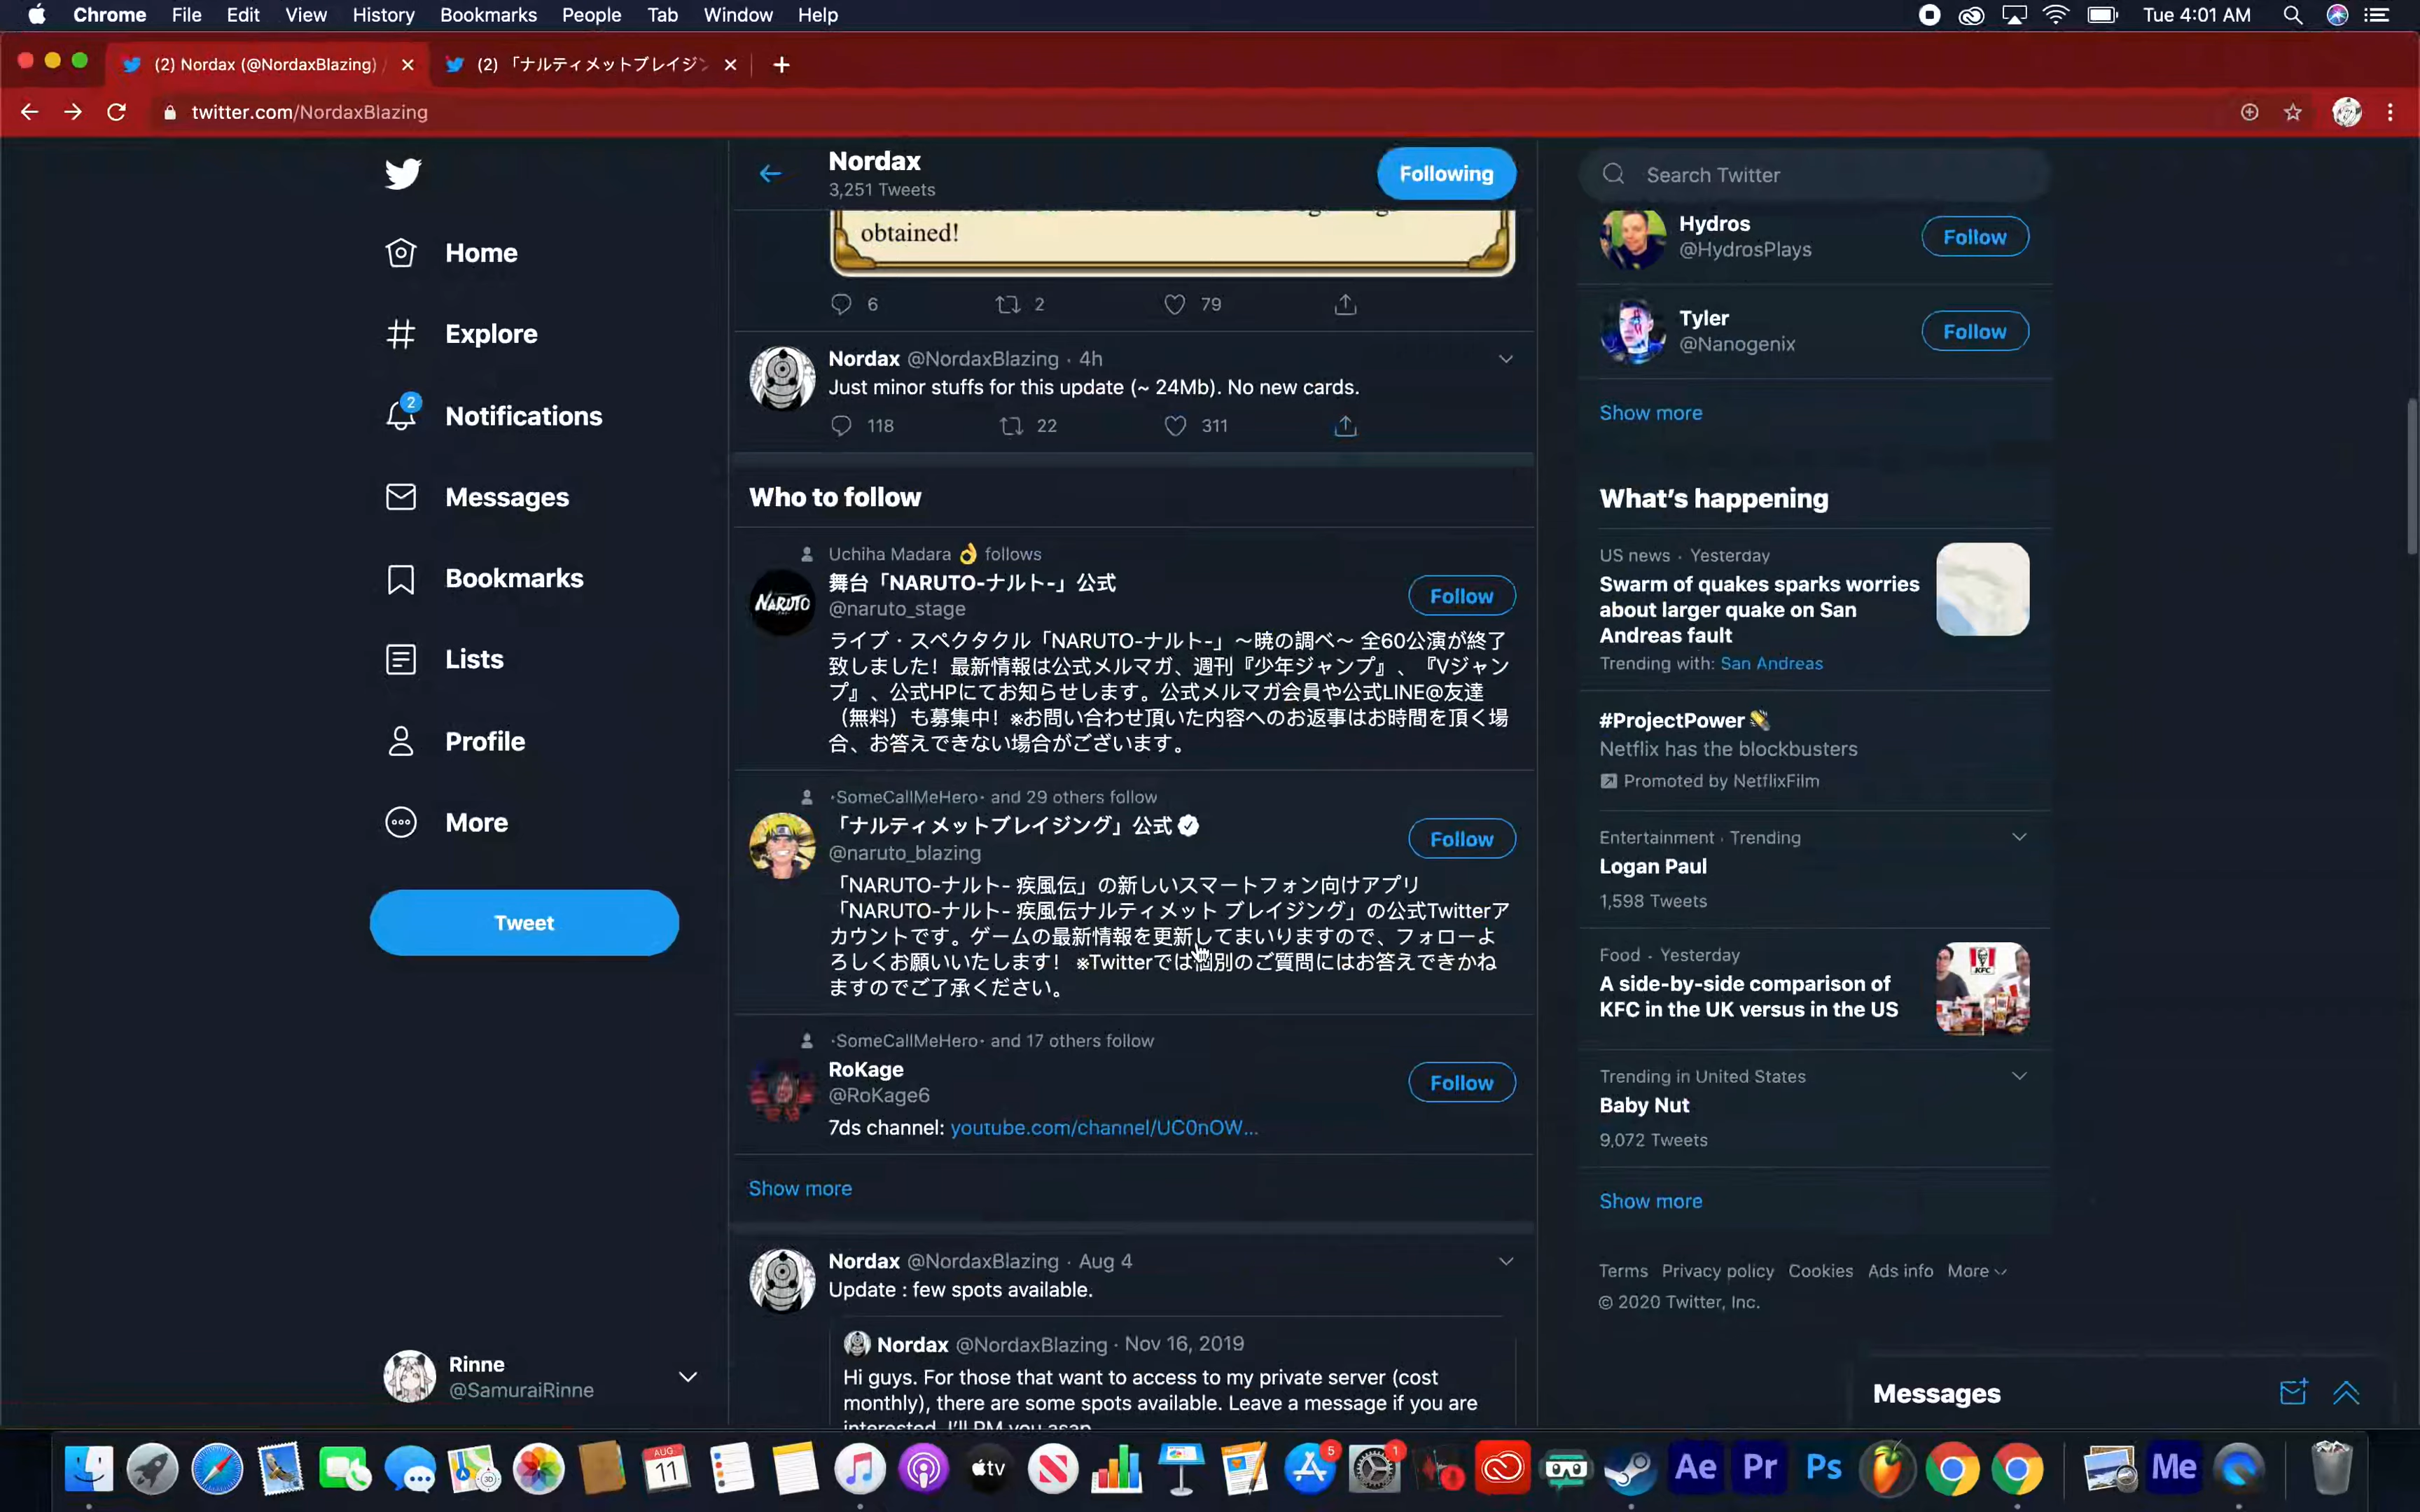 Chrome File Edit View History Bookmarks People Tab Window Help
Tue 4:01 AM
(2) Nordax (@NordaxBlazing) /
(2) 「ナルティメットブレイジン
twitter.com/NordaxBlazing
Home
Explore
2
Notifications
Messages
Bookmarks
Lists
Profile
More
Tweet
Rinne
@SamuraiRinne
Nordax
3,251 Tweets
Following
obtained!
6 2 79
Nordax @NordaxBlazing · 4h
Just minor stuffs for this update (~ 24Mb). No new cards.
118 22 311
Who to follow
Uchiha Madara 👌 follows
舞台「NARUTO-ナルト-」公式
@naruto_stage
Follow
NARUTO
ライブ・スペクタクル「NARUTO-ナルト-」〜暁の調べ〜 全60公演が終了
致しました！最新情報は公式メルマガ、週刊『少年ジャンプ』、『Vジャン
プ』、公式HPにてお知らせします。公式メルマガ会員や公式LINE@友達
（無料）も募集中！※お問い合わせ頂いた内容へのお返事はお時間を頂く場
合、お答えできない場合がございます。
·SomeCallMeHero· and 29 others follow
「ナルティメットブレイジング」公式
@naruto_blazing
Follow
「NARUTO-ナルト- 疾風伝」の新しいスマートフォン向けアプリ
「NARUTO-ナルト- 疾風伝ナルティメット ブレイジング」の公式Twitterア
カウントです。ゲームの最新情報を更新してまいりますので、フォローよ
ろしくお願いいたします！ ※Twitterでは個別のご質問にはお答えできかね
ますのでご了承ください。
·SomeCallMeHero· and 17 others follow
RoKage
@RoKage6
Follow
7ds channel: youtube.com/channel/UC0nOW...
Show more
Nordax @NordaxBlazing · Aug 4
Update : few spots available.
Nordax @NordaxBlazing · Nov 16, 2019
Hi guys. For those that want to access to my private server (cost
monthly), there are some spots available. Leave a message if you are
interested. I'll PM you asap
Search Twitter
Hydros
@HydrosPlays
Follow
Tyler
@Nanogenix
Follow
Show more
What's happening
US news · Yesterday
Swarm of quakes sparks worries
about larger quake on San
Andreas fault
Trending with: San Andreas
#ProjectPower
Netflix has the blockbusters
Promoted by NetflixFilm
Entertainment · Trending
Logan Paul
1,598 Tweets
Food · Yesterday
A side-by-side comparison of
KFC in the UK versus in the US
KFC
Trending in United States
Baby Nut
9,072 Tweets
Show more
Terms Privacy policy Cookies Ads info More
© 2020 Twitter, Inc.
Messages
3D
AUG
11
tv
5
1
Ae Pr Ps
Me